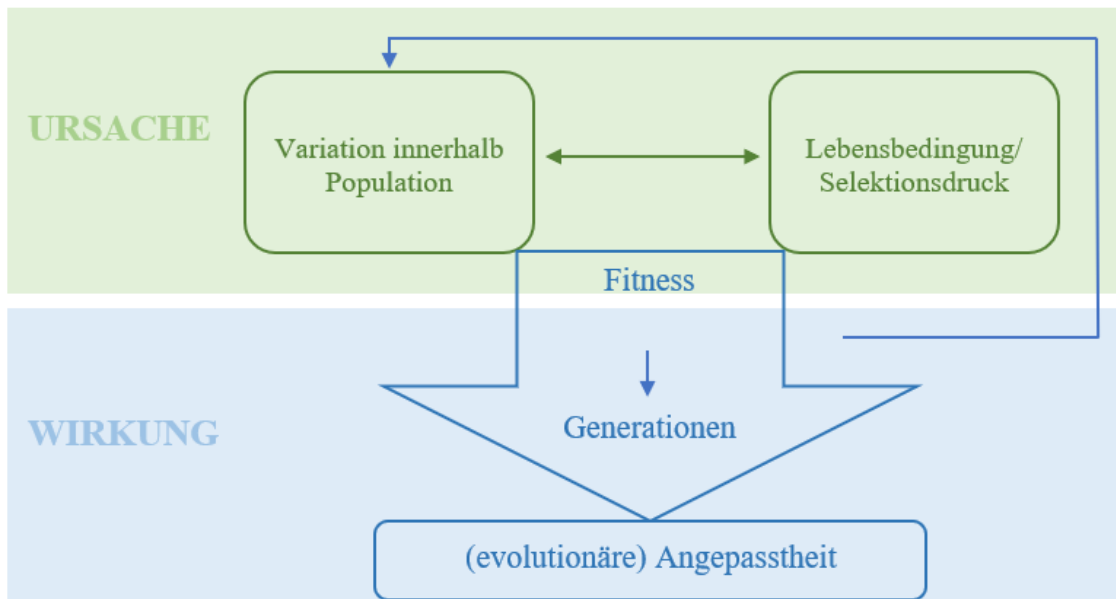 URSACHE
Variation innerhalb
Population
Lebensbedingung/
Selektionsdruck
Fitness
WIRKUNG
Generationen
(evolutionäre) Angepasstheit